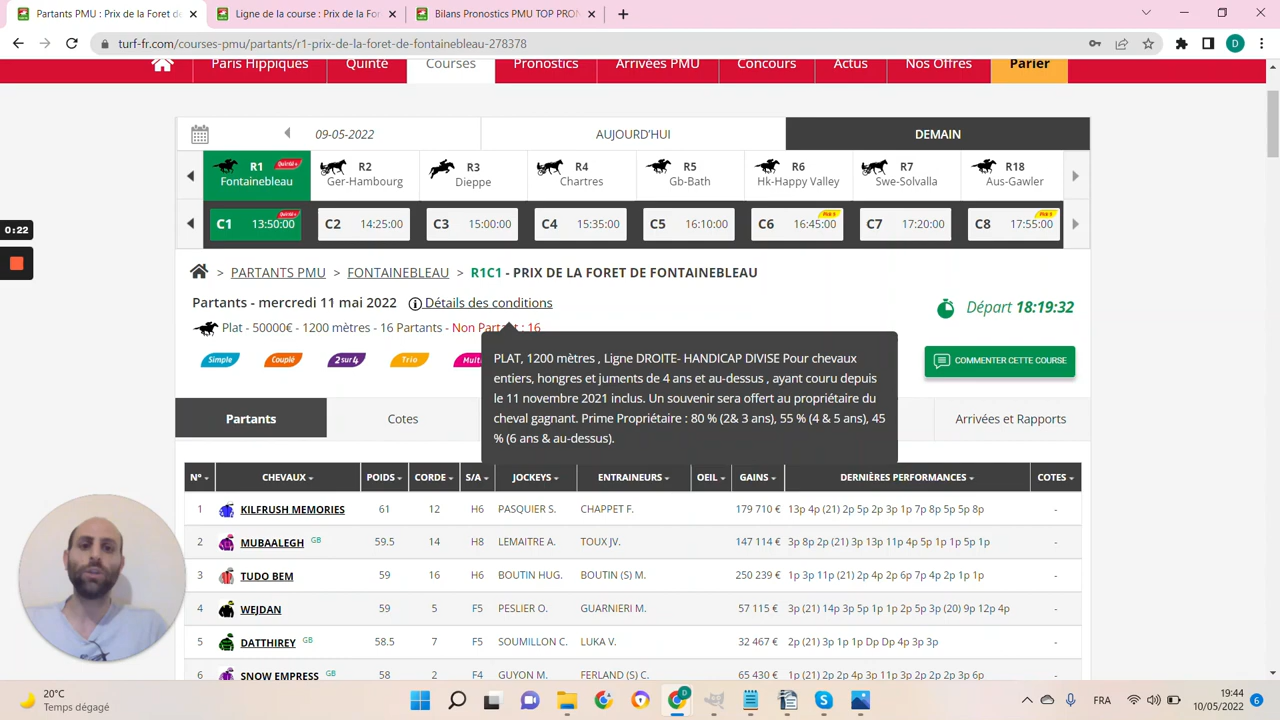 Partants PMU : Prix de la Foret de
Ligne de la course : Prix de la For
Bilans Pronostics PMU TOP PRON
turf-fr.com/courses-pmu/partants/r1-prix-de-la-foret-de-fontainebleau-278378
Paris Hippiques Quinté Courses Pronostics Arrivées PMU Concours Actus Nos Offres Parier
09-05-2022 AUJOURD'HUI DEMAIN
R1 Quinté+ R2 R3 R4 R5 R6 R7 R18
Fontainebleau Ger-Hambourg Dieppe Chartres Gb-Bath Hk-Happy Valley Swe-Solvalla Aus-Gawler
C1 13:50:00 Quinté+ C2 14:25:00 C3 15:00:00 C4 15:35:00 C5 16:10:00 C6 16:45:00 Pick 5 C7 17:20:00 C8 17:55:00 Pick 5
0:22
> PARTANTS PMU > FONTAINEBLEAU > R1C1 - PRIX DE LA FORET DE FONTAINEBLEAU
Partants - mercredi 11 mai 2022 Détails des conditions
Départ 18:19:32
Plat - 50000€ - 1200 mètres - 16 Partants - Non Partant : 16
Simple Couplé 2 sur 4 Trio
COMMENTER CETTE COURSE
PLAT, 1200 mètres , Ligne DROITE- HANDICAP DIVISE Pour chevaux
entiers, hongres et juments de 4 ans et au-dessus , ayant couru depuis
le 11 novembre 2021 inclus. Un souvenir sera offert au propriétaire du
cheval gagnant. Prime Propriétaire : 80 % (2& 3 ans), 55 % (4 & 5 ans), 45
% (6 ans & au-dessus).
Partants Cotes Arrivées et Rapports
N° CHEVAUX POIDS CORDE S/A JOCKEYS ENTRAINEURS OEIL GAINS DERNIÈRES PERFORMANCES COTES
1 KILFRUSH MEMORIES 61 12 H6 PASQUIER S. CHAPPET F. 179 710 € 13p 4p (21) 2p 5p 2p 3p 1p 7p 8p 5p 5p 8p -
2 MUBAALEGH GB 59.5 14 H8 LEMAITRE A. TOUX JV. 147 114 € 3p 8p 2p (21) 3p 13p 11p 4p 5p 1p 1p 5p 1p -
3 TUDO BEM 59 16 H6 BOUTIN HUG. BOUTIN (S) M. 250 239 € 1p 3p 11p (21) 2p 4p 2p 6p 7p 4p 2p 1p 1p -
4 WEJDAN 59 5 F5 PESLIER O. GUARNIERI M. 57 115 € 3p (21) 14p 3p 5p 1p 1p 2p 3p 3p (20) 9p 12p 4p -
5 DATTHIREY GB 58.5 7 F5 SOUMILLON C. LUKA V. 32 467 € 2p (21) 3p 1p 1p Dp Dp 4p 3p 3p -
6 SNOW EMPRESS GB 58 2 F4 GUYON M. FERLAND (S) C. 65 430 € 1p (21) 2p 2p 4p 3p 11p 3p 2p 2p 2p 3p 6p -
20°C
Temps dégagé
FRA
19:44
10/05/2022
6